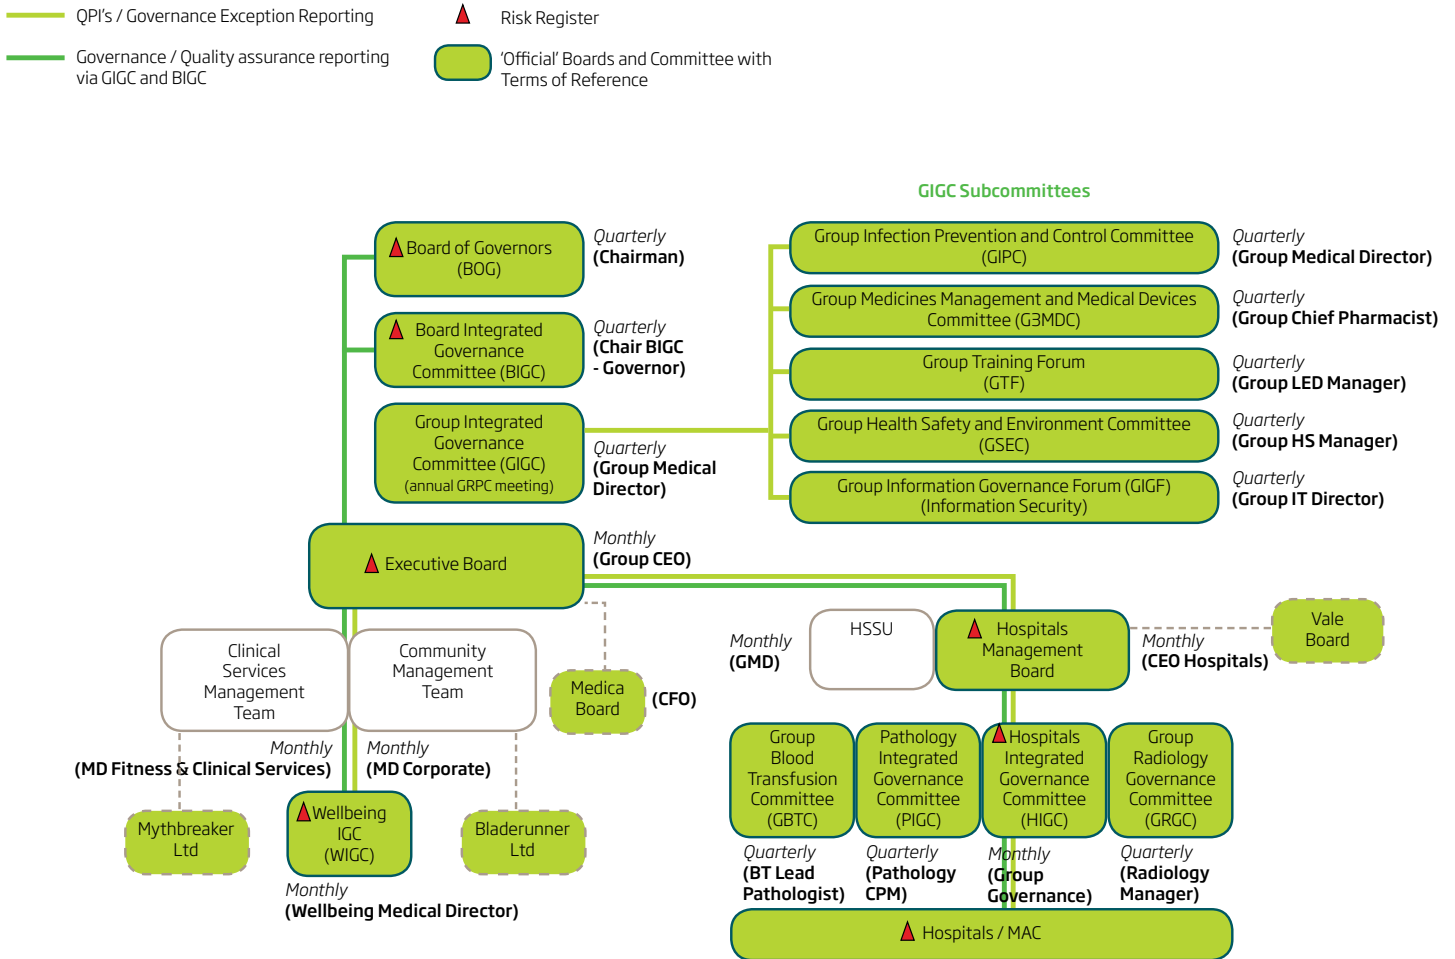 QPI's / Governance Exception Reporting
Governance / Quality assurance reporting
via GIGC and BIGC
Risk Register
'Official' Boards and Committee with
Terms of Reference
GIGC Subcommittees
Board of Governors
(BOG)
Quarterly
(Chairman)
Board Integrated
Governance
Committee (BIGC)
Quarterly
(Chair BIGC
- Governor)
Group Integrated
Governance
Committee (GIGC)
(annual GRPC meeting)
Quarterly
(Group Medical
Director)
Group Infection Prevention and Control Committee
(GIPC)
Quarterly
(Group Medical Director)
Group Medicines Management and Medical Devices
Committee (G3MDC)
Quarterly
(Group Chief Pharmacist)
Group Training Forum
(GTF)
Quarterly
(Group LED Manager)
Group Health Safety and Environment Committee
(GSEC)
Quarterly
(Group HS Manager)
Group Information Governance Forum (GIGF)
(Information Security)
Quarterly
(Group IT Director)
Executive Board
Monthly
(Group CEO)
Clinical
Services
Management
Team
Community
Management
Team
Medica
Board
(CFO)
Monthly
(GMD)
HSSU
Hospitals
Management
Board
Monthly
(CEO Hospitals)
Vale
Board
Monthly
(MD Fitness & Clinical Services)
Monthly
(MD Corporate)
Mythbreaker
Ltd
Wellbeing
IGC
(WIGC)
Bladerunner
Ltd
Monthly
(Wellbeing Medical Director)
Group
Blood
Transfusion
Committee
(GBTC)
Pathology
Integrated
Governance
Committee
(PIGC)
Hospitals
Integrated
Governance
Committee
(HIGC)
Group
Radiology
Governance
Committee
(GRGC)
Quarterly
(BT Lead
Pathologist)
Quarterly
(Pathology
CPM)
Monthly
(Group
Governance)
Quarterly
(Radiology
Manager)
Hospitals / MAC